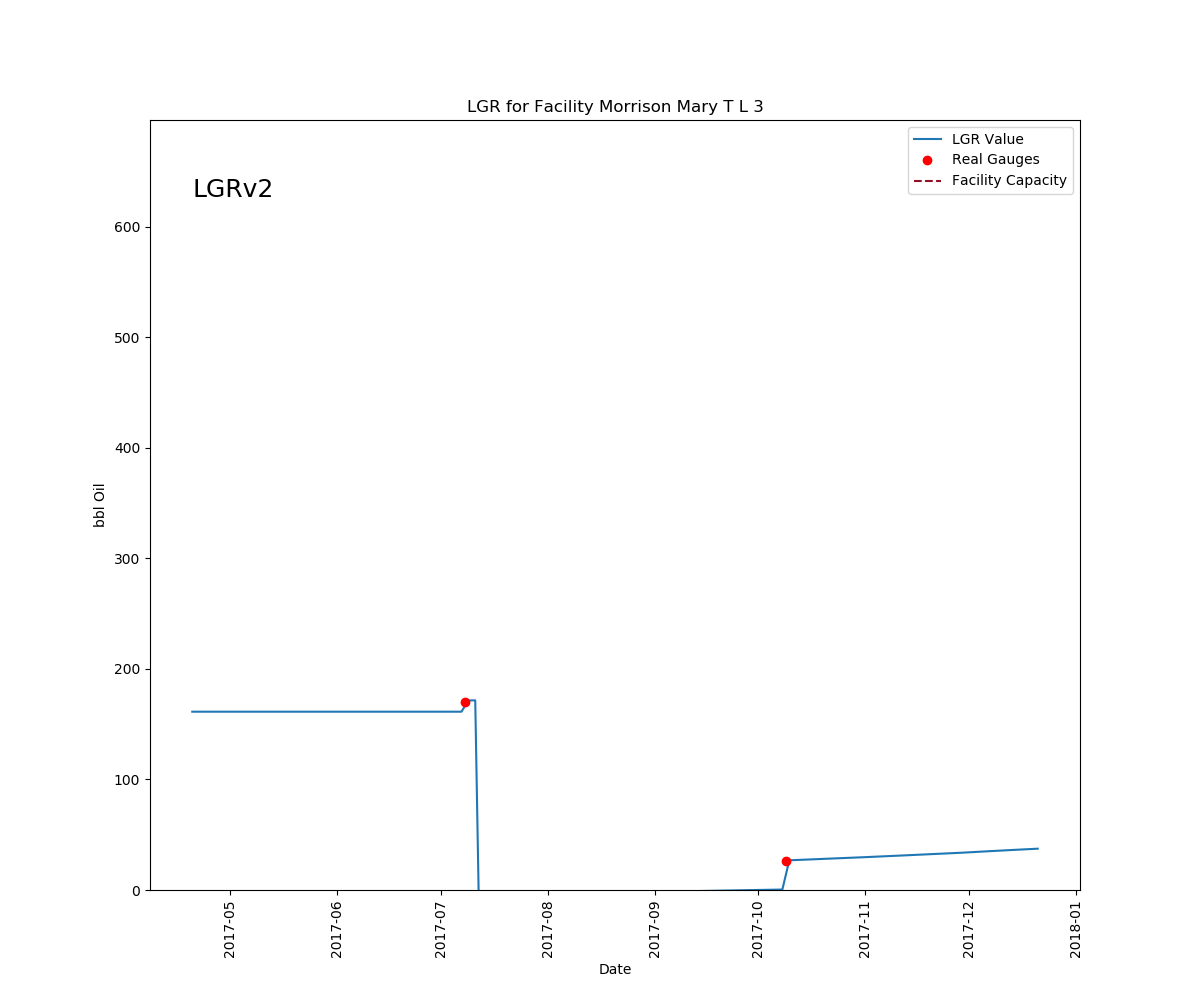 LGR for Facility Morrison Mary T L 3
LGRv2
LGR Value
Real Gauges
Facility Capacity
bbl Oil
600
500
400
300
200
100
0
2017-05
2017-06
2017-07
2017-08
2017-09
2017-10
2017-11
2017-12
2018-01
Date